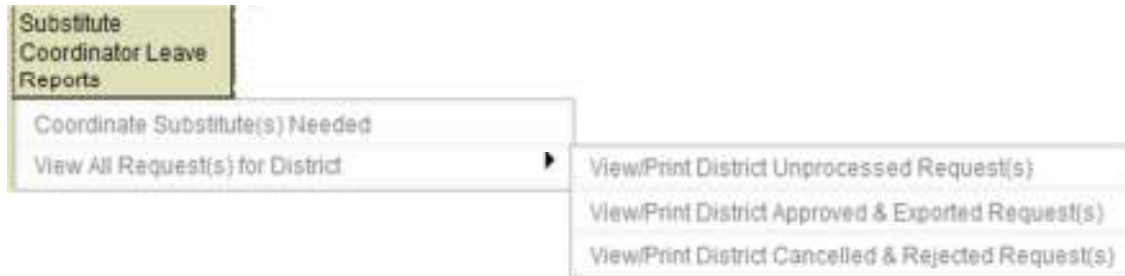 Substitute
Coordinator Leave
Reports
Coordinate Substitute(s) Needed
View All Request(s) for District
View/Print District Unprocessed Request(s)
View/Print District Approved & Exported Request(s)
View/Print District Cancelled & Rejected Request(s)